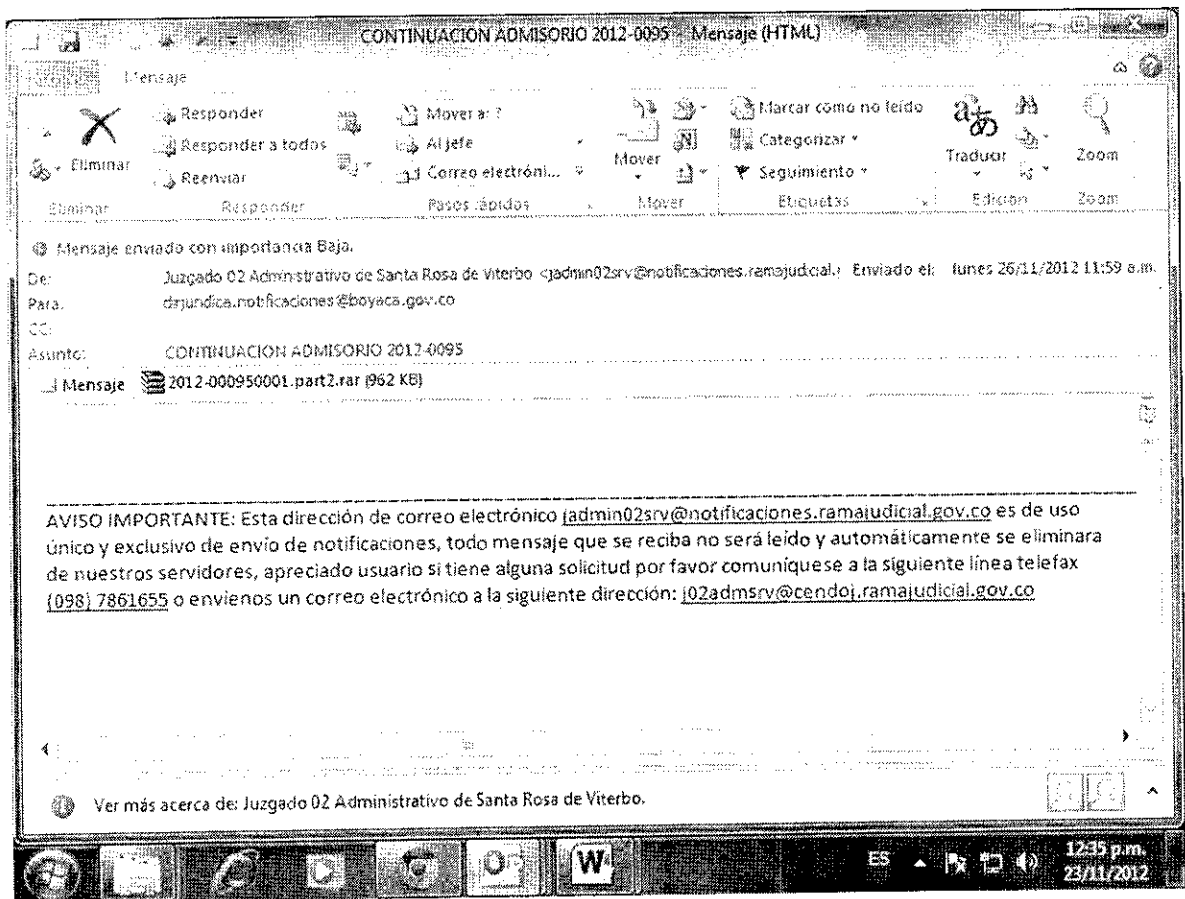 CONTINUACION ADMISORIO 2012-0095 - Mensaje (HTML)
Mensaje
Responder
Responder a todos
Reenviar
Eliminar
Mover a: ?
Al jefe
Correo electróni...
Mover
Marcar como no leído
Categorizar
Seguimiento
Traducir
Zoom
Eliminar Responder Pasos rápidos Mover Etiquetas Edición Zoom
Mensaje enviado con importancia Baja.
De: Juzgado 02 Administrativo de Santa Rosa de Viterbo <jadmin02srv@notificaciones.ramajudicial. Enviado el: lunes 26/11/2012 11:59 a.m.
Para: dirjuridica.notificaciones@boyaca.gov.co
CC:
Asunto: CONTINUACION ADMISORIO 2012-0095
Mensaje 2012-000950001.part2.rar (962 KB)
AVISO IMPORTANTE: Esta dirección de correo electrónico jadmin02srv@notificaciones.ramajudicial.gov.co es de uso
único y exclusivo de envío de notificaciones, todo mensaje que se reciba no será leído y automáticamente se eliminara
de nuestros servidores, apreciado usuario si tiene alguna solicitud por favor comuníquese a la siguiente línea telefax
(098) 7861655 o envíenos un correo electrónico a la siguiente dirección: j02admsrv@cendoj.ramajudicial.gov.co
Ver más acerca de: Juzgado 02 Administrativo de Santa Rosa de Viterbo.
ES 12:35 p.m.
23/11/2012